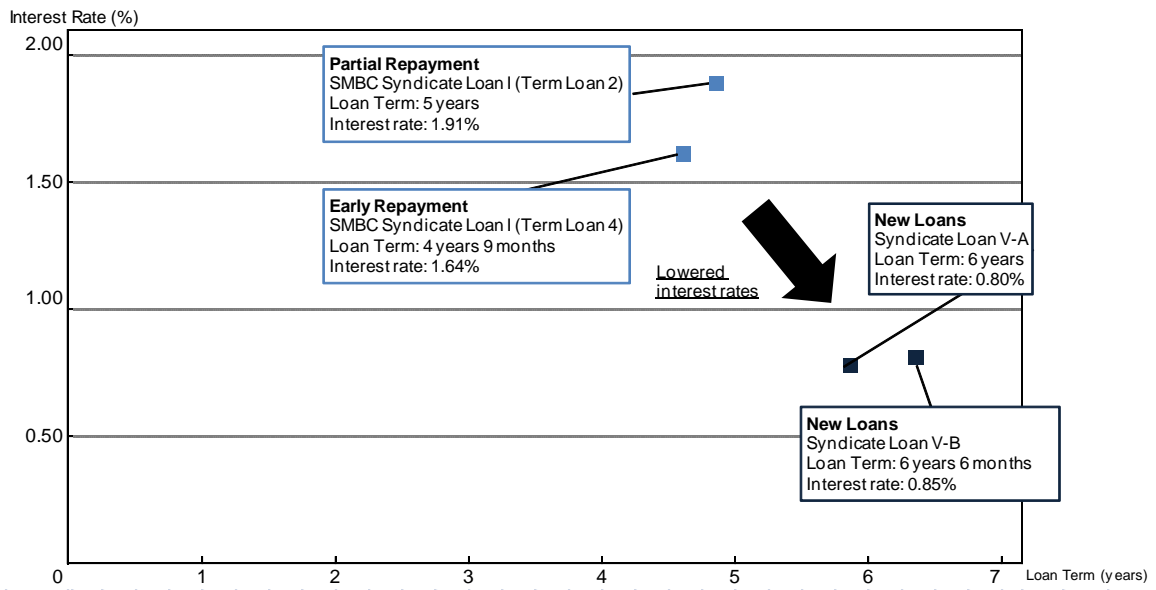 Interest Rate (%)
2.00
Partial Repayment
SMBC Syndicate Loan I (Term Loan 2)
Loan Term: 5 years
Interest rate: 1.91%
1.50
Early Repayment
SMBC Syndicate Loan I (Term Loan 4)
Loan Term: 4 years 9 months
Interest rate: 1.64%
New Loans
Syndicate Loan V-A
Loan Term: 6 years
Interest rate: 0.80%
Lowered
interest rates
1.00
New Loans
Syndicate Loan V-B
Loan Term: 6 years 6 months
Interest rate: 0.85%
0.50
0 1 2 3 4 5 6 7 Loan Term (years)